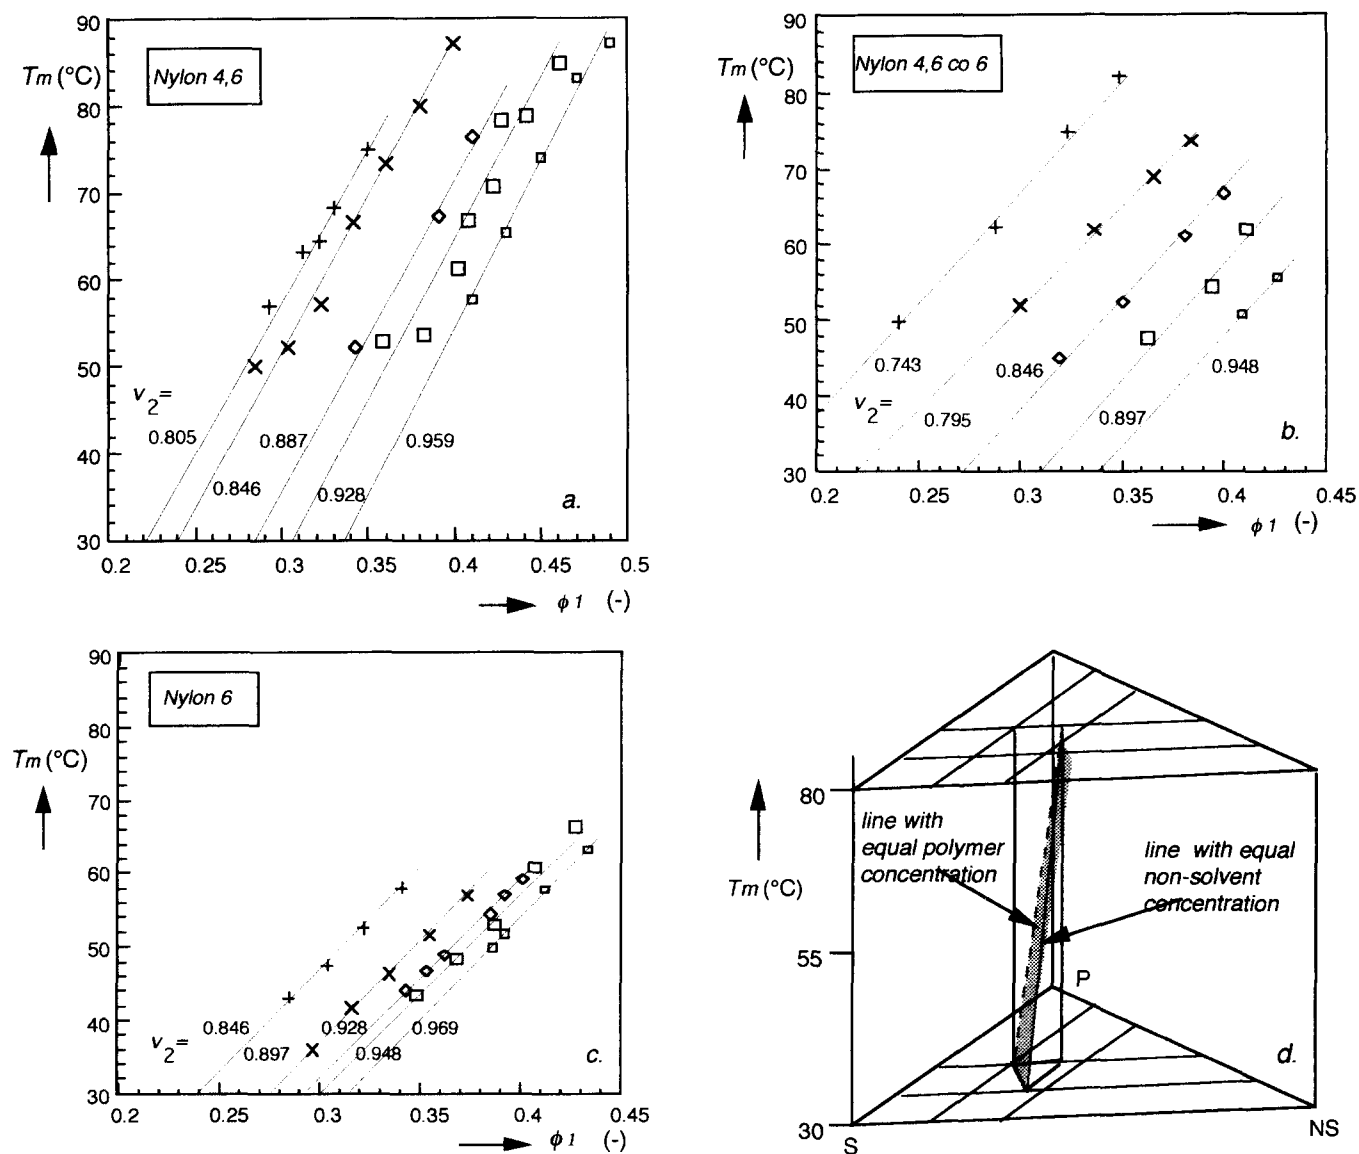 90
Tm (°C)
Nylon 4,6
80
70
60
50
40
30
v2=
0.805
0.846
0.887
0.928
0.959
a.
0.2
0.25
0.3
0.35
0.4
0.45
0.5
ϕ 1 (-)
90
Tm (°C)
Nylon 4,6 co 6
80
70
60
50
40
30
0.743
v2=
0.795
0.846
0.897
0.948
b.
0.2
0.25
0.3
0.35
0.4
0.45
ϕ 1 (-)
90
Nylon 6
80
Tm (°C)
70
60
50
40
30
v2=
0.846
0.897
0.928
0.948
0.969
c.
0.2
0.25
0.3
0.35
0.4
0.45
ϕ 1 (-)
80
line with
equal polymer
concentration
line with equal
non-solvent
concentration
Tm (°C)
55
P
d.
30
S
NS